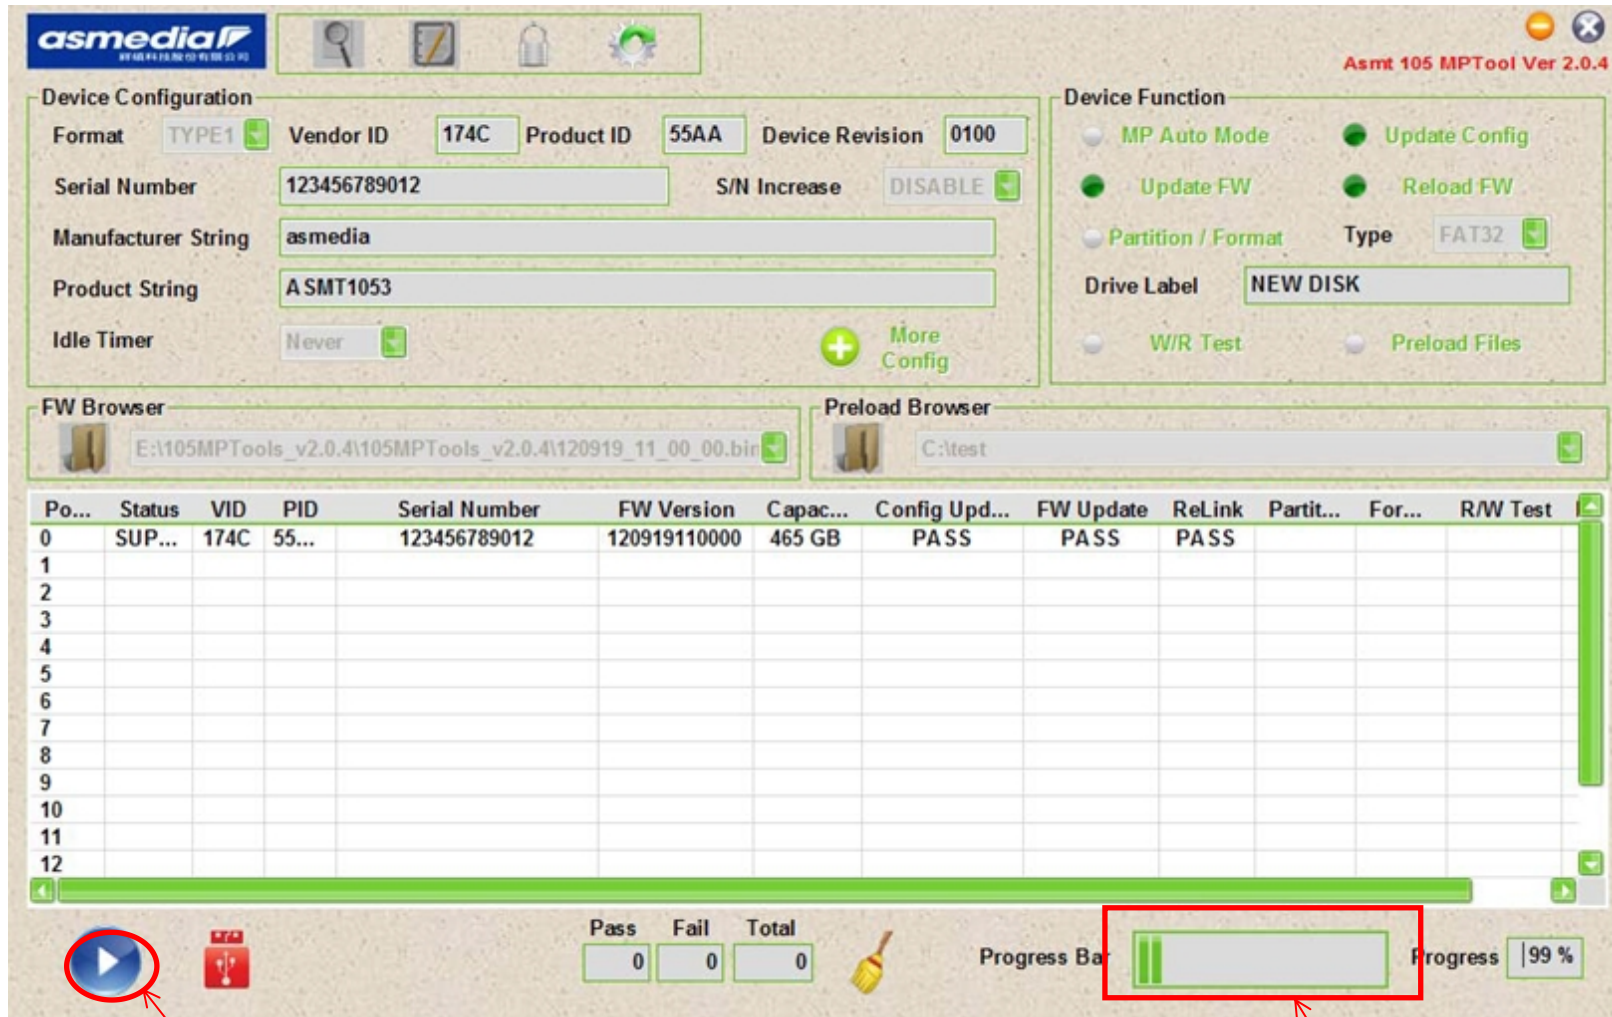 asmedia
Asmt 105 MPTool Ver 2.0.4
Device Configuration
Format TYPE1 Vendor ID 174C Product ID 55AA Device Revision 0100
Serial Number 123456789012 S/N Increase DISABLE
Manufacturer String asmedia
Product String ASMT1053
Idle Timer Never More Config
Device Function
MP Auto Mode Update Config
Update FW Reload FW
Partition / Format Type FAT32
Drive Label NEW DISK
W/R Test Preload Files
FW Browser
E:\105MPTools_v2.0.4\105MPTools_v2.0.4\120919_11_00_00.bin
Preload Browser
C:\test
Po... Status VID PID Serial Number FW Version Capac... Config Upd... FW Update ReLink Partit... For... R/W Test
0 SUP... 174C 55... 123456789012 120919110000 465 GB PASS PASS PASS
1
2
3
4
5
6
7
8
9
10
11
12
Pass Fail Total
0 0 0
Progress Bar Progress 99 %